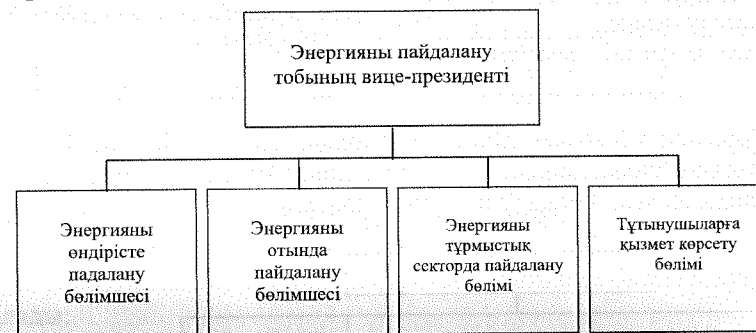 Энергияны пайдалану
тобының вице-президенті
Энергияны
өндірісте
падалану
бөлімшесі
Энергияны
отында
пайдалану
бөлімшесі
Энергияны
тұрмыстық
секторда пайдалану
бөлімі
Тұтынушыларға
қызмет көрсету
бөлімі